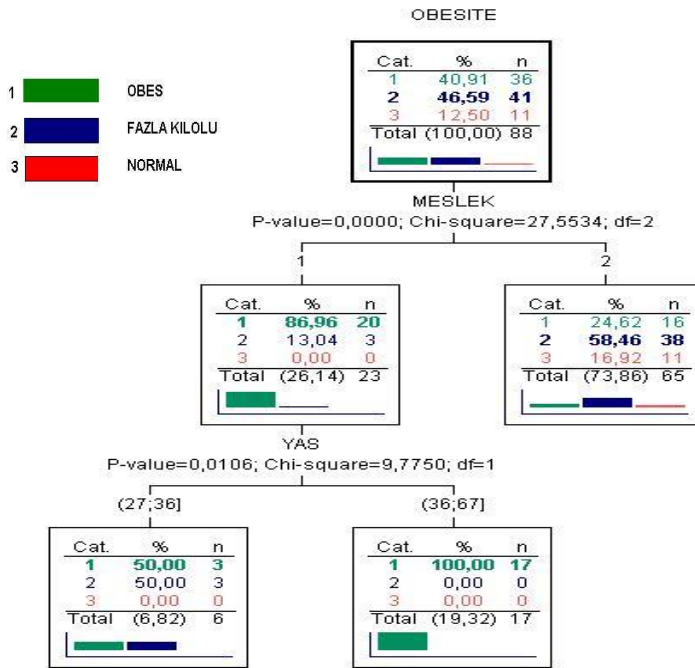 OBESITE
Cat. % n
1 40,91 36
2 46,59 41
3 12,50 11
Total (100,00) 88
1 OBES
2 FAZLA KILOLU
3 NORMAL
MESLEK
P-value=0,0000; Chi-square=27,5534; df=2
1
2
Cat. % n
1 86,96 20
2 13,04 3
3 0,00 0
Total (26,14) 23
Cat. % n
1 24,62 16
2 58,46 38
3 16,92 11
Total (73,86) 65
YAS
P-value=0,0106; Chi-square=9,7750; df=1
(27;36]
(36;67]
Cat. % n
1 50,00 3
2 50,00 3
3 0,00 0
Total (6,82) 6
Cat. % n
1 100,00 17
2 0,00 0
3 0,00 0
Total (19,32) 17